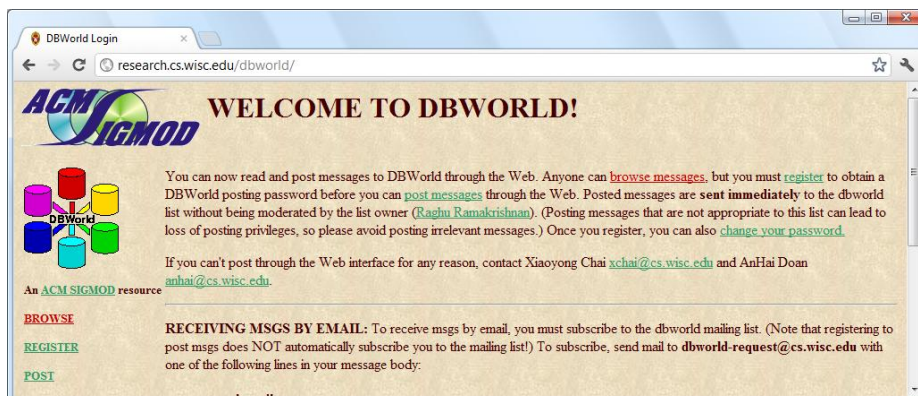 DBWorld Login
research.cs.wisc.edu/dbworld/
ACM SIGMOD
WELCOME TO DBWORLD!
DBWorld
An ACM SIGMOD resource
BROWSE
REGISTER
POST
You can now read and post messages to DBWorld through the Web. Anyone can browse messages, but you must register to obtain a
DBWorld posting password before you can post messages through the Web. Posted messages are sent immediately to the dbworld
list without being moderated by the list owner (Raghu Ramakrishnan). (Posting messages that are not appropriate to this list can lead to
loss of posting privileges, so please avoid posting irrelevant messages.) Once you register, you can also change your password.
If you can't post through the Web interface for any reason, contact Xiaoyong Chai xchai@cs.wisc.edu and AnHai Doan
anhai@cs.wisc.edu.
RECEIVING MSGS BY EMAIL: To receive msgs by email, you must subscribe to the dbworld mailing list. (Note that registering to
post msgs does NOT automatically subscribe you to the mailing list!) To subscribe, send mail to dbworld-request@cs.wisc.edu with
one of the following lines in your message body: